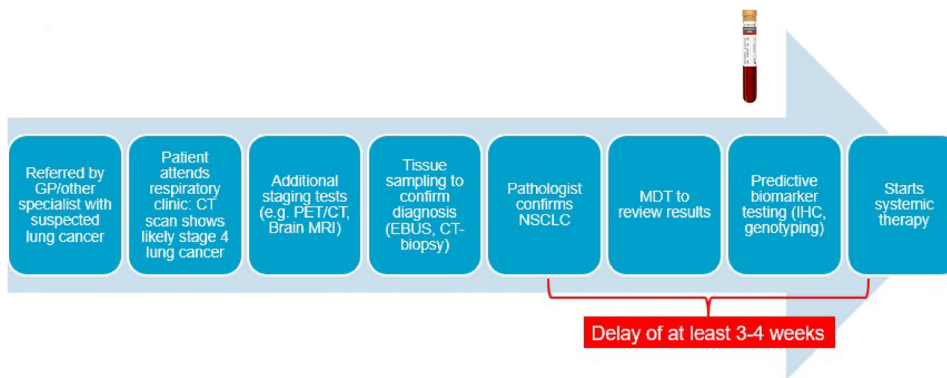 Referred by
GP/other
specialist with
suspected
lung cancer
Patient
attends
respiratory
clinic: CT
scan shows
likely stage 4
lung cancer
Additional
staging tests
(e.g. PET/CT,
Brain MRI)
Tissue
sampling to
confirm
diagnosis
(EBUS, CT-
biopsy)
Pathologist
confirms
NSCLC
MDT to
review results
Predictive
biomarker
testing (IHC,
genotyping)
Starts
systemic
therapy
Delay of at least 3-4 weeks